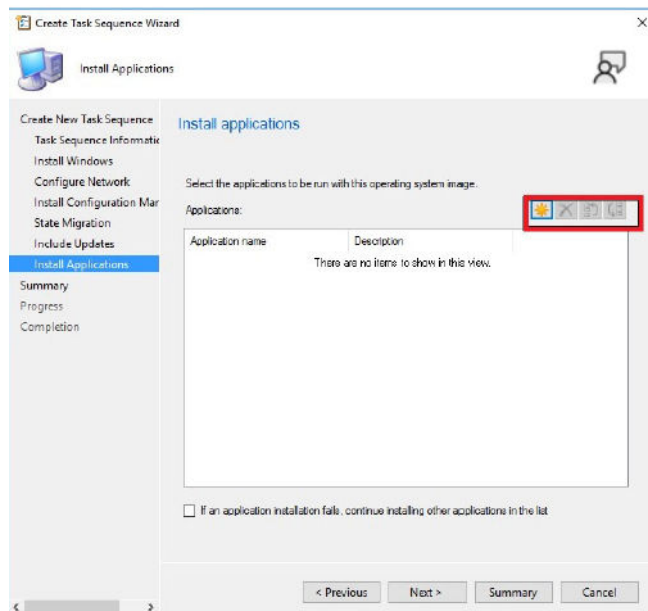 Create Task Sequence Wizard
Install Applications
Create New Task Sequence
Task Sequence Informatic
Install Windows
Configure Network
Install Configuration Mar
State Migration
Include Updates
Install Applications
Summary
Progress
Completion
Install applications
Select the applications to be run with this operating system image.
Applications:
Application name Description
There are no items to show in this view.
If an application installation fails, continue installing other applications in the list
< Previous Next > Summary Cancel